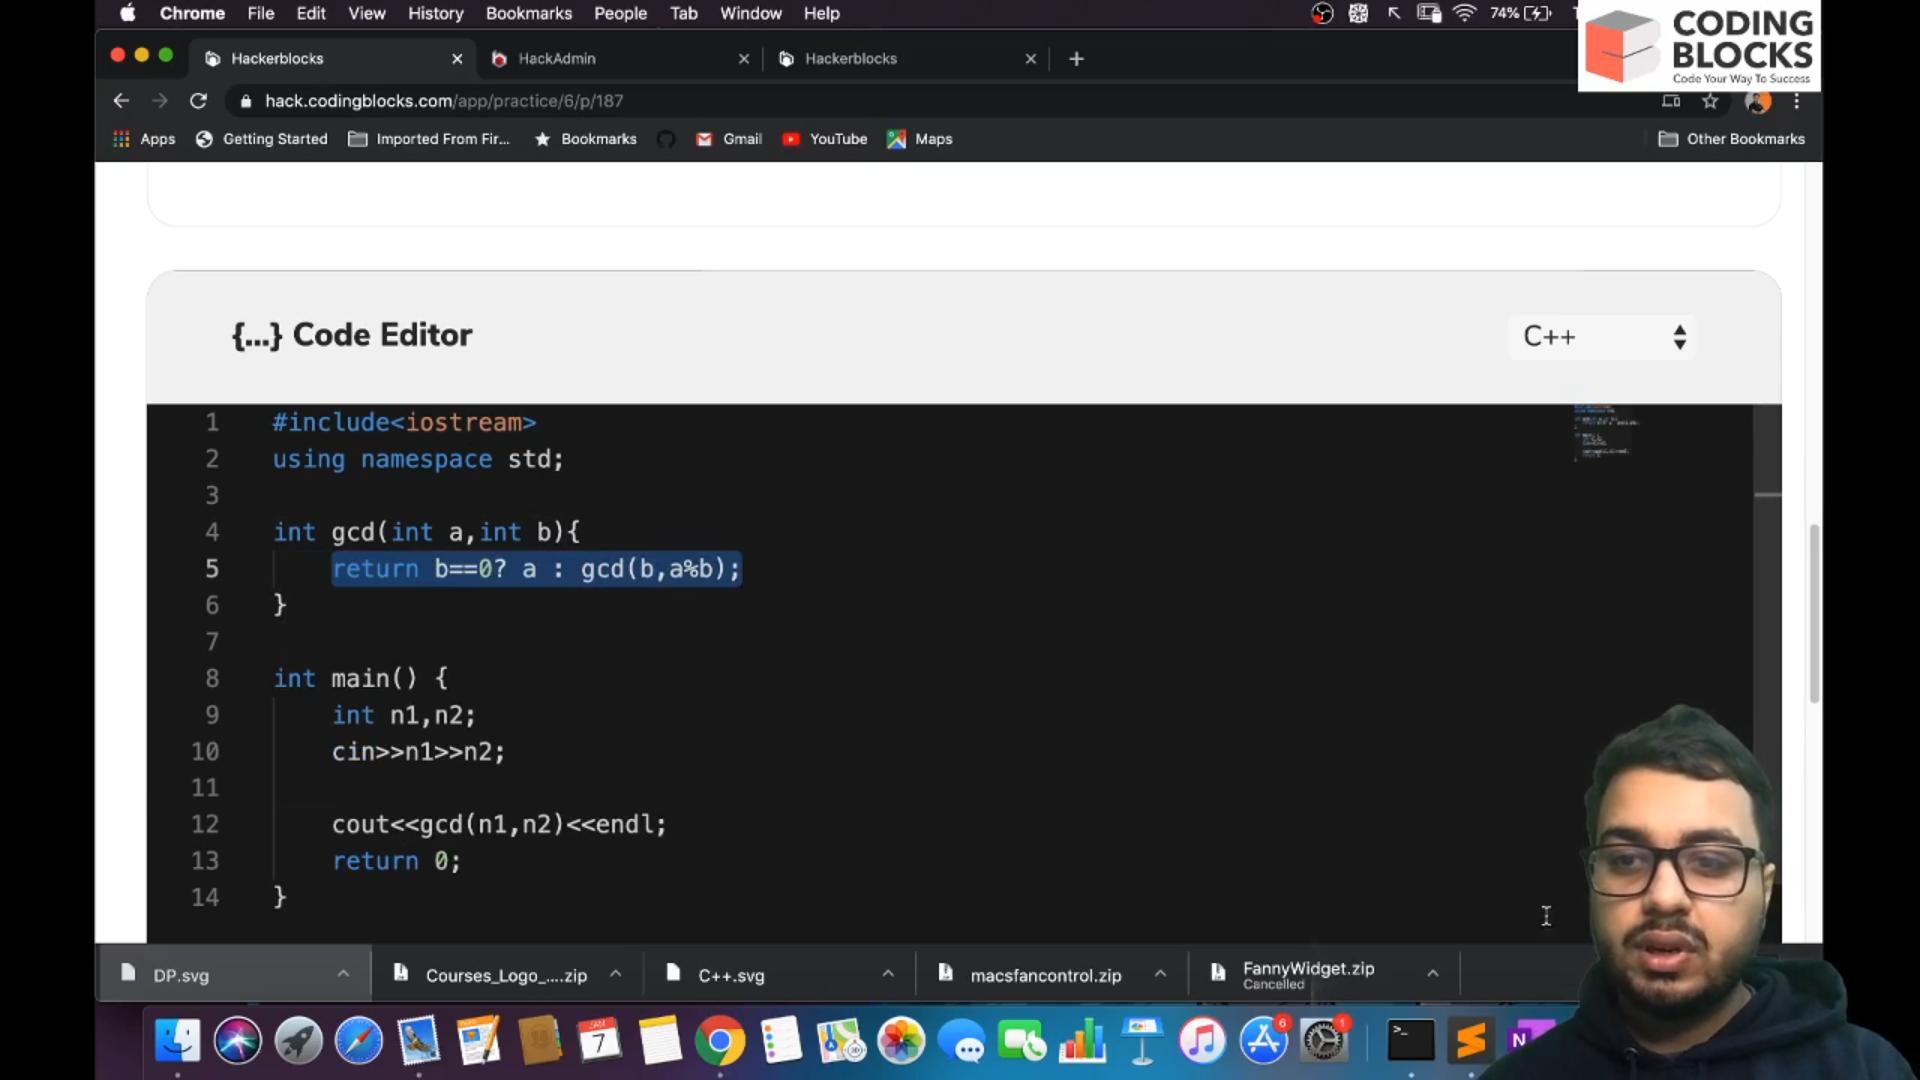 Chrome File Edit View History Bookmarks People Tab Window Help
74%
CODING
BLOCKS
Code Your Way To Success
Hackerblocks
HackAdmin
Hackerblocks
hack.codingblocks.com/app/practice/6/p/187
Apps
Getting Started
Imported From Fir...
Bookmarks
Gmail
YouTube
Maps
Other Bookmarks
{...} Code Editor
C++
1 #include<iostream>
2 using namespace std;
3
4 int gcd(int a,int b){
5 return b==0? a : gcd(b,a%b);
6 }
7
8 int main() {
9 int n1,n2;
10 cin>>n1>>n2;
11
12 cout<<gcd(n1,n2)<<endl;
13 return 0;
14 }
DP.svg
Courses_Logo_....zip
C++.svg
macsfancontrol.zip
FannyWidget.zip
Cancelled
JAN
7
6
1
>_
N